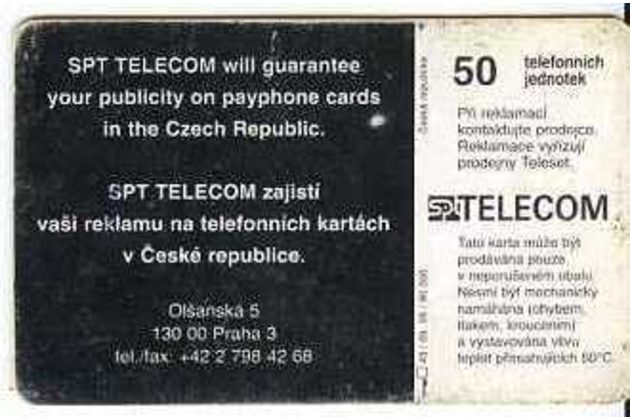 SPT TELECOM will guarantee
your publicity on payphone cards
in the Czech Republic.
SPT TELECOM zajistí
vaši reklamu na telefonních kartách
v České republice.
Olšanská 5
130 00 Praha 3
tel./fax: +42 2 798 42 68
Česká republika
50 telefonních
jednotek
Při reklamaci
kontaktujte prodejce.
Reklamace vyřizují
prodejny Teleset.
SPT TELECOM
Tato karta může být
prodávána pouze
v neporušeném obalu.
Nesmí být mechanicky
namáhána (ohybem,
tlakem, kroucením)
a vystavována vlivu
teplot přesahujících 50°C.